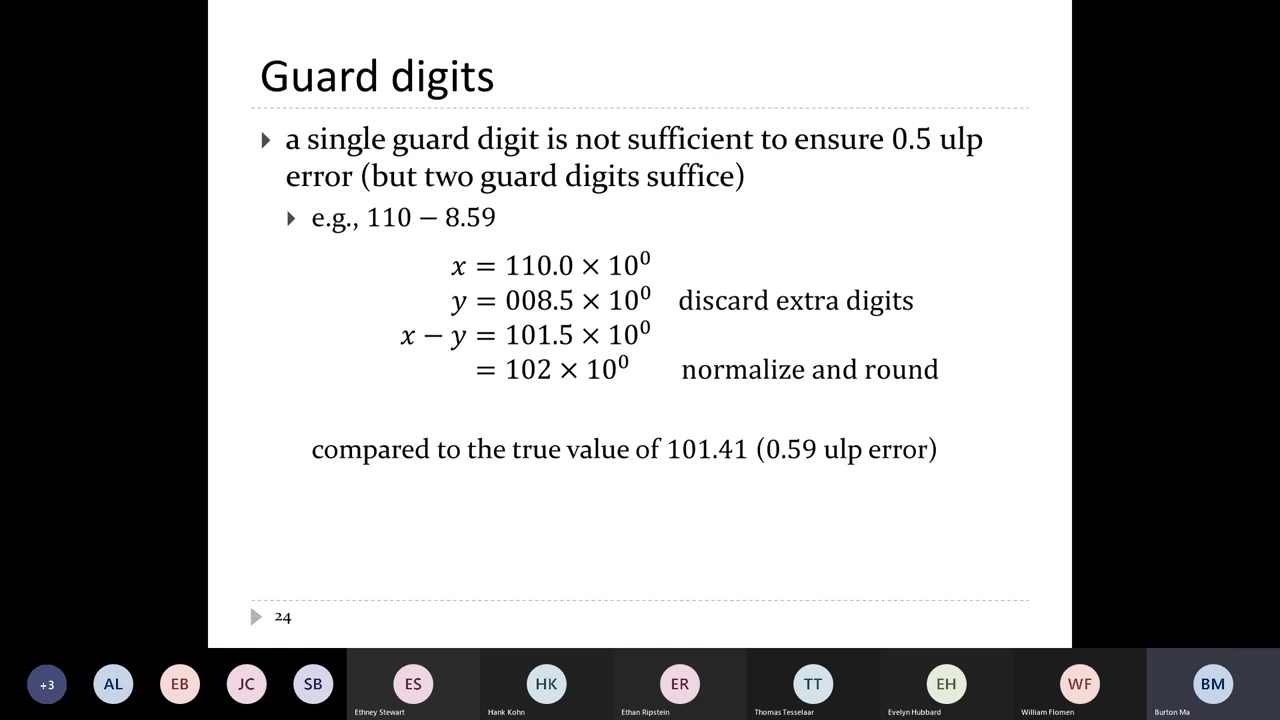 Guard digits
a single guard digit is not sufficient to ensure 0.5 ulp
error (but two guard digits suffice)
e.g., 110 − 8.59
x = 110.0 × 10⁰
y = 008.5 × 10⁰ discard extra digits
x − y = 101.5 × 10⁰
= 102 × 10⁰ normalize and round
compared to the true value of 101.41 (0.59 ulp error)
24
+3 AL EB JC SB ES HK ER TT EH WF BM
Ethney Stewart Hank Kohn Ethan Ripstein Thomas Tesselaar Evelyn Hubbard William Flomen Burton Ma